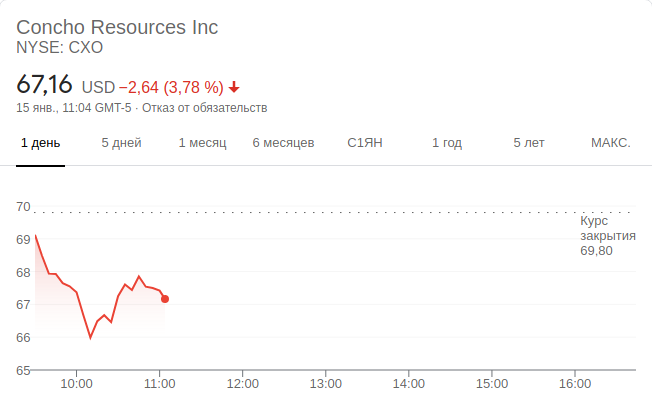 Concho Resources Inc
NYSE: CXO
67,16 USD −2,64 (3,78 %)
15 янв., 11:04 GMT-5 · Отказ от обязательств
1 день 5 дней 1 месяц 6 месяцев С1ЯН 1 год 5 лет МАКС.
70
Курс
закрытия
69,80
69
68
67
66
65
10:00 11:00 12:00 13:00 14:00 15:00 16:00